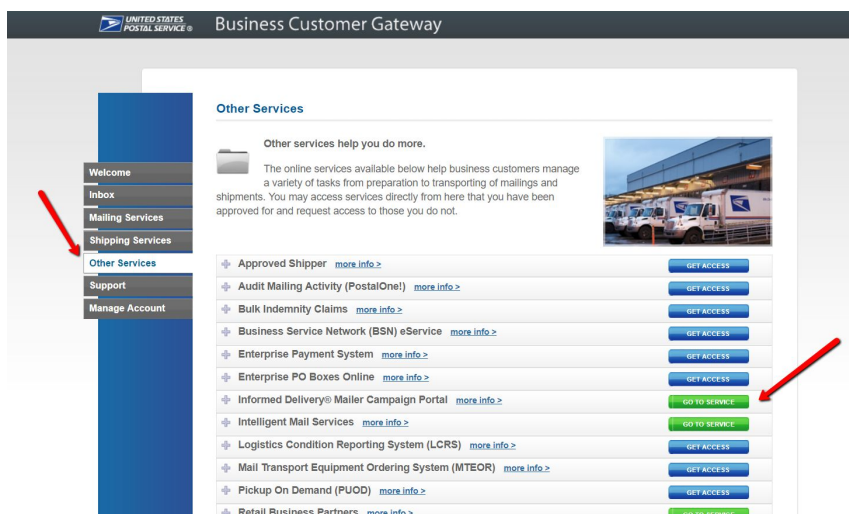 UNITED STATES
POSTAL SERVICE ®
Business Customer Gateway
Welcome
Inbox
Mailing Services
Shipping Services
Other Services
Support
Manage Account
Other Services
Other services help you do more.
The online services available below help business customers manage
a variety of tasks from preparation to transporting of mailings and
shipments. You may access services directly from here that you have been
approved for and request access to those you do not.
Approved Shipper more info > GET ACCESS
Audit Mailing Activity (PostalOne!) more info > GET ACCESS
Bulk Indemnity Claims more info > GET ACCESS
Business Service Network (BSN) eService more info > GET ACCESS
Enterprise Payment System more info > GET ACCESS
Enterprise PO Boxes Online more info > GET ACCESS
Informed Delivery® Mailer Campaign Portal more info > GO TO SERVICE
Intelligent Mail Services more info > GO TO SERVICE
Logistics Condition Reporting System (LCRS) more info > GET ACCESS
Mail Transport Equipment Ordering System (MTEOR) more info > GET ACCESS
Pickup On Demand (PUOD) more info > GET ACCESS
Retail Business Partners more info > GO TO SERVICE